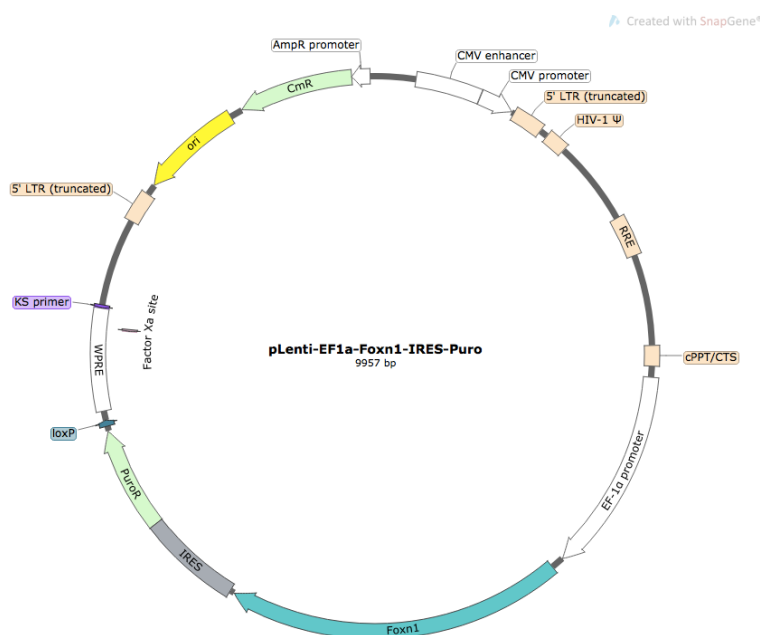 Created with SnapGene®
AmpR promoter
CMV enhancer
CMV promoter
CmR
5' LTR (truncated)
HIV-1 Ψ
ori
5' LTR (truncated)
RRE
KS primer
Factor Xa site
WPRE
pLenti-EF1a-Foxn1-IRES-Puro
9957 bp
cPPT/CTS
loxP
EF-1α promoter
PuroR
IRES
Foxn1